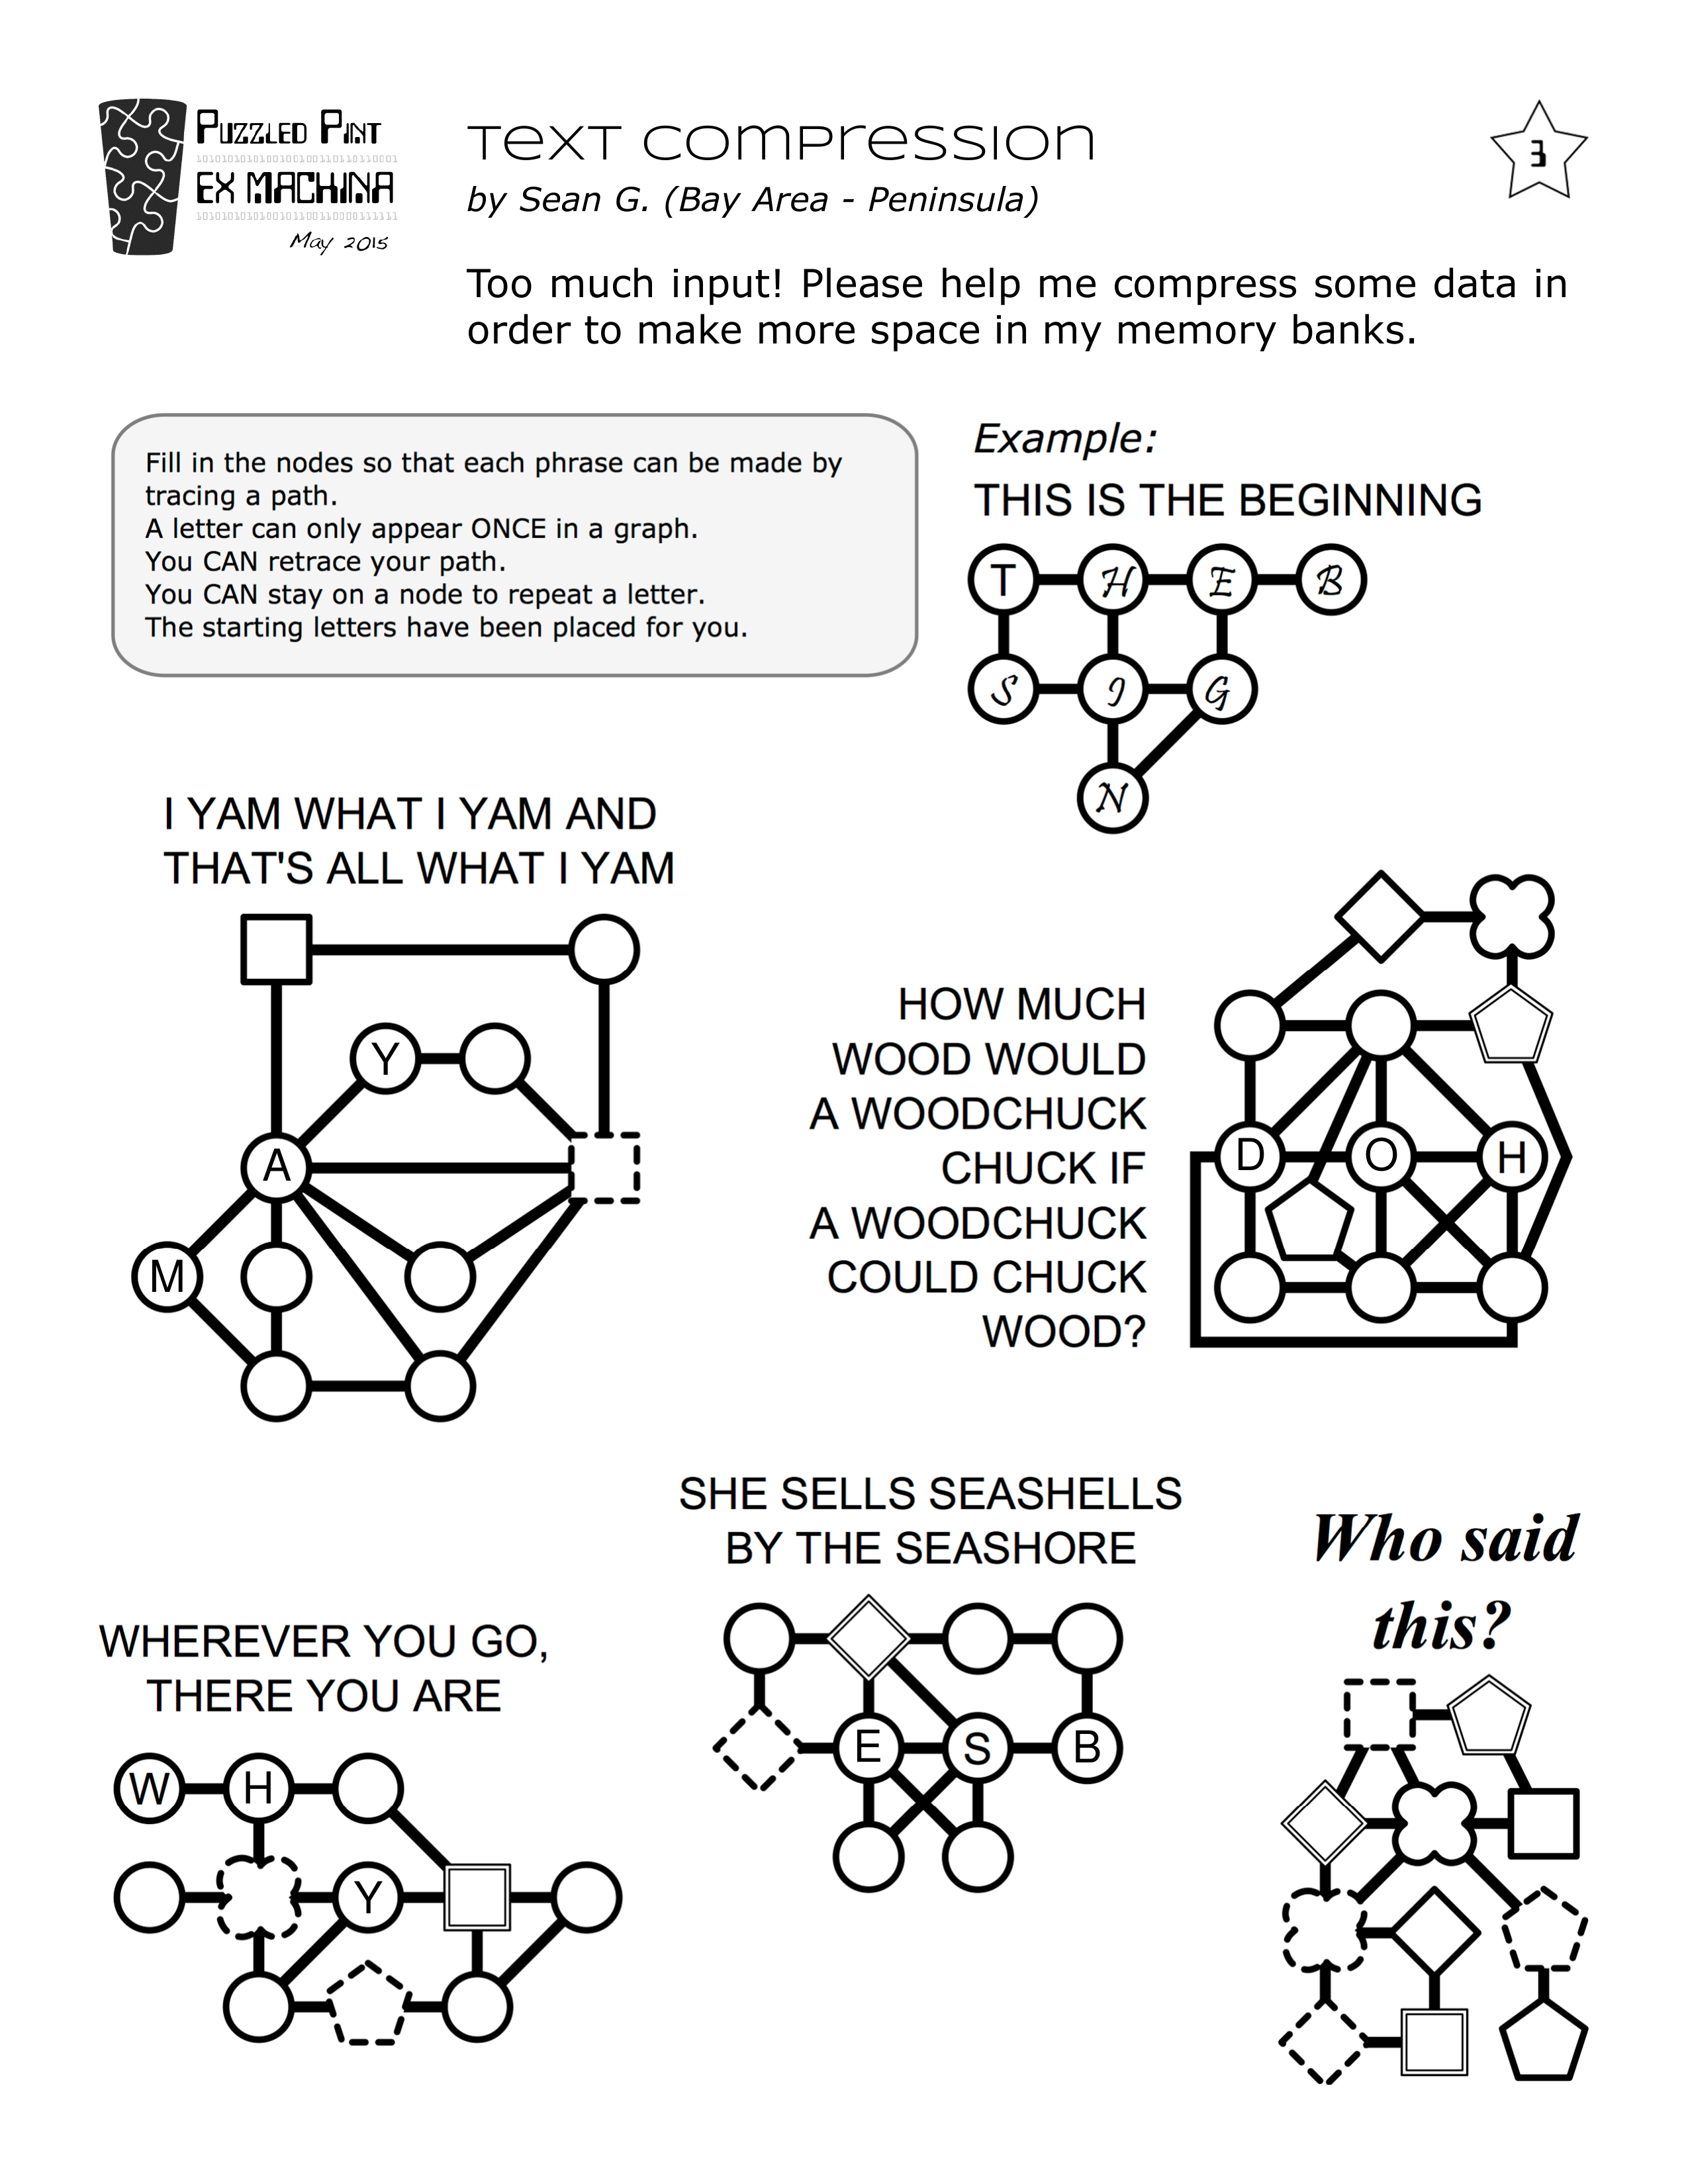 PUZZLED PINT
EX MACHINA
May 2015
Text Compression
by Sean G. (Bay Area - Peninsula)
3
Too much input! Please help me compress some data in
order to make more space in my memory banks.
Fill in the nodes so that each phrase can be made by
tracing a path.
A letter can only appear ONCE in a graph.
You CAN retrace your path.
You CAN stay on a node to repeat a letter.
The starting letters have been placed for you.
Example:
THIS IS THE BEGINNING
T H E B
S I G
N
I YAM WHAT I YAM AND
THAT'S ALL WHAT I YAM
Y
A
M
HOW MUCH
WOOD WOULD
A WOODCHUCK
CHUCK IF
A WOODCHUCK
COULD CHUCK
WOOD?
D O H
SHE SELLS SEASHELLS
BY THE SEASHORE
E S B
WHEREVER YOU GO,
THERE YOU ARE
W H
Y
Who said
this?